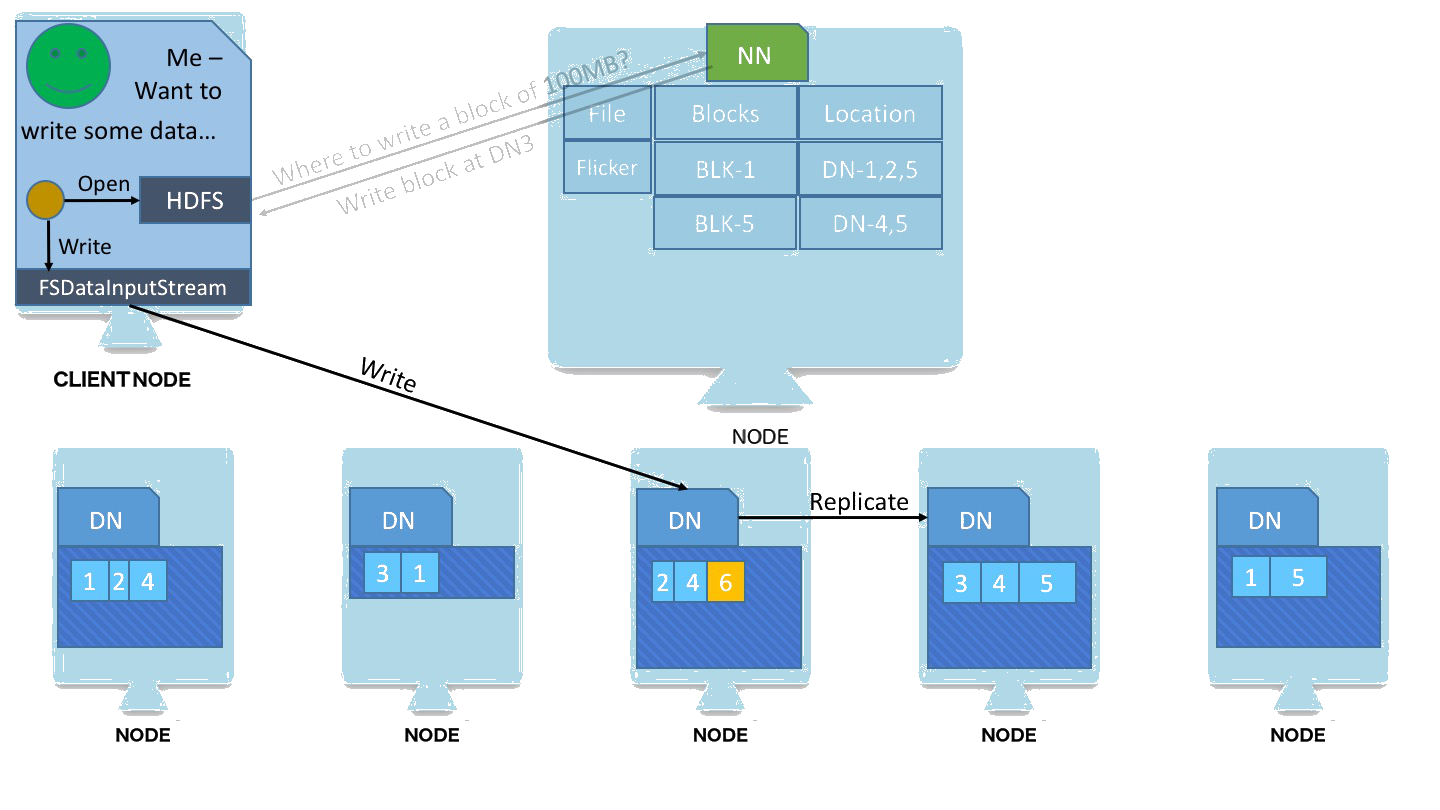 Me –
Want to
write some data...
Open
HDFS
Write
FSDataInputStream
CLIENT NODE
Where to write a block of 100MB?
Write block at DN3
NN
File Blocks Location
Flicker BLK-1 DN-1,2,5
BLK-5 DN-4,5
NODE
Write
Replicate
DN
1 2 4
NODE
DN
3 1
NODE
DN
2 4 6
NODE
DN
3 4 5
NODE
DN
1 5
NODE